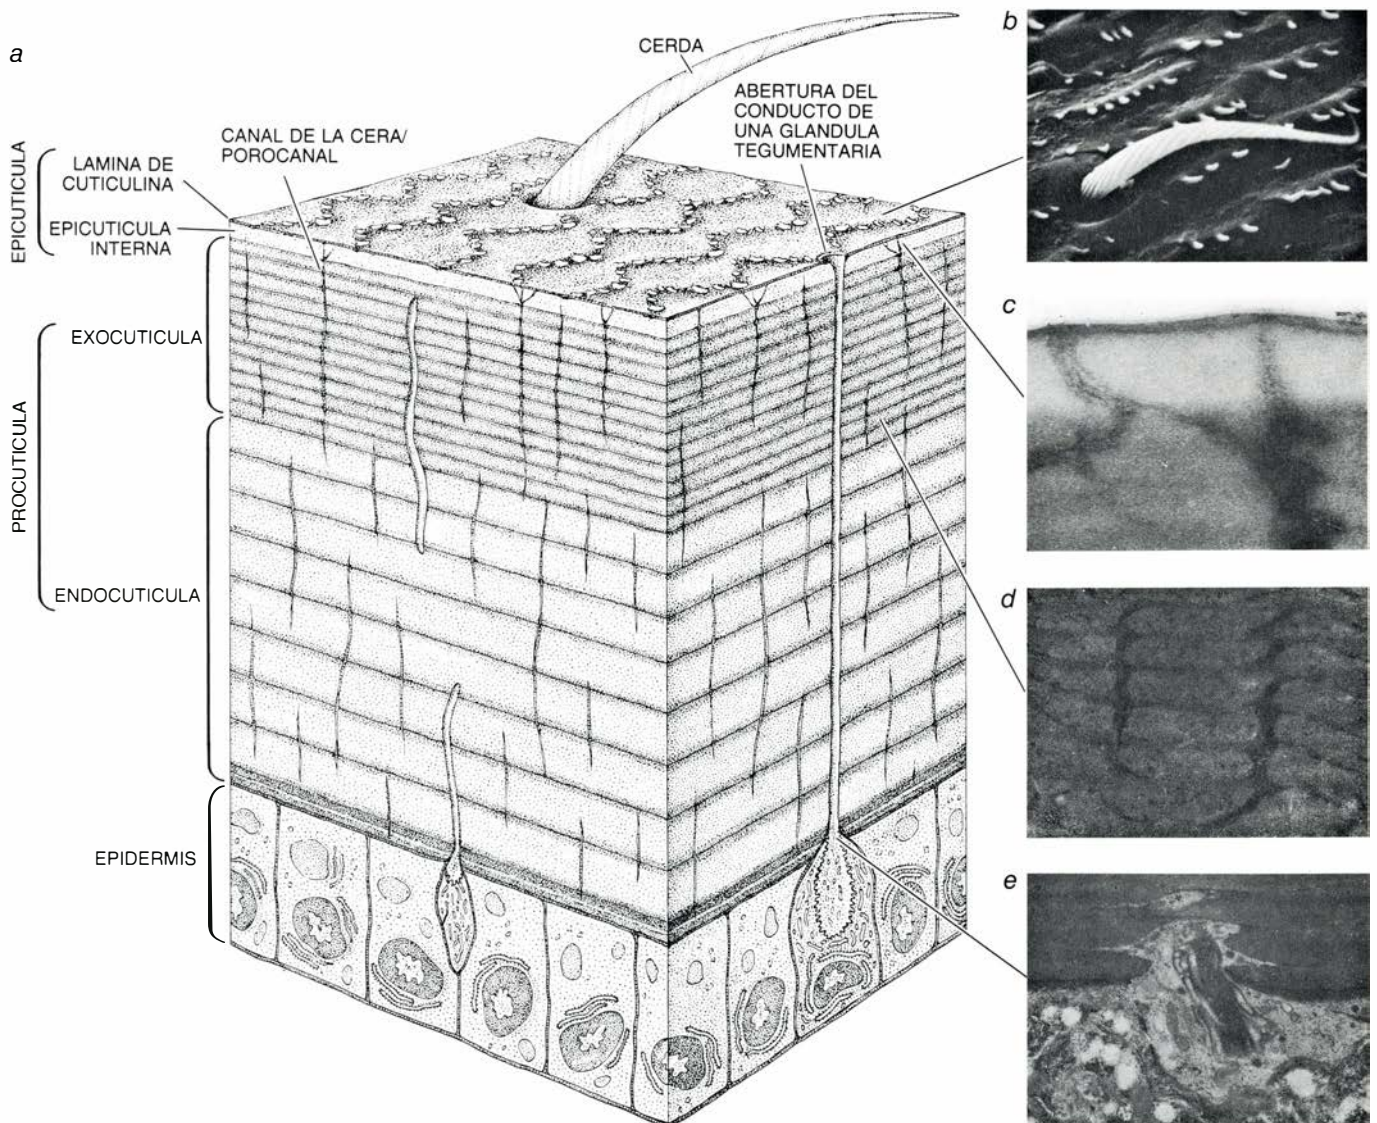 a
CERDA
ABERTURA DEL
CONDUCTO DE
UNA GLANDULA
TEGUMENTARIA
CANAL DE LA CERA/
POROCANAL
EPICUTICULA
LAMINA DE
CUTICULINA
EPICUTICULA
INTERNA
PROCUTICULA
EXOCUTICULA
ENDOCUTICULA
EPIDERMIS
b
c
d
e